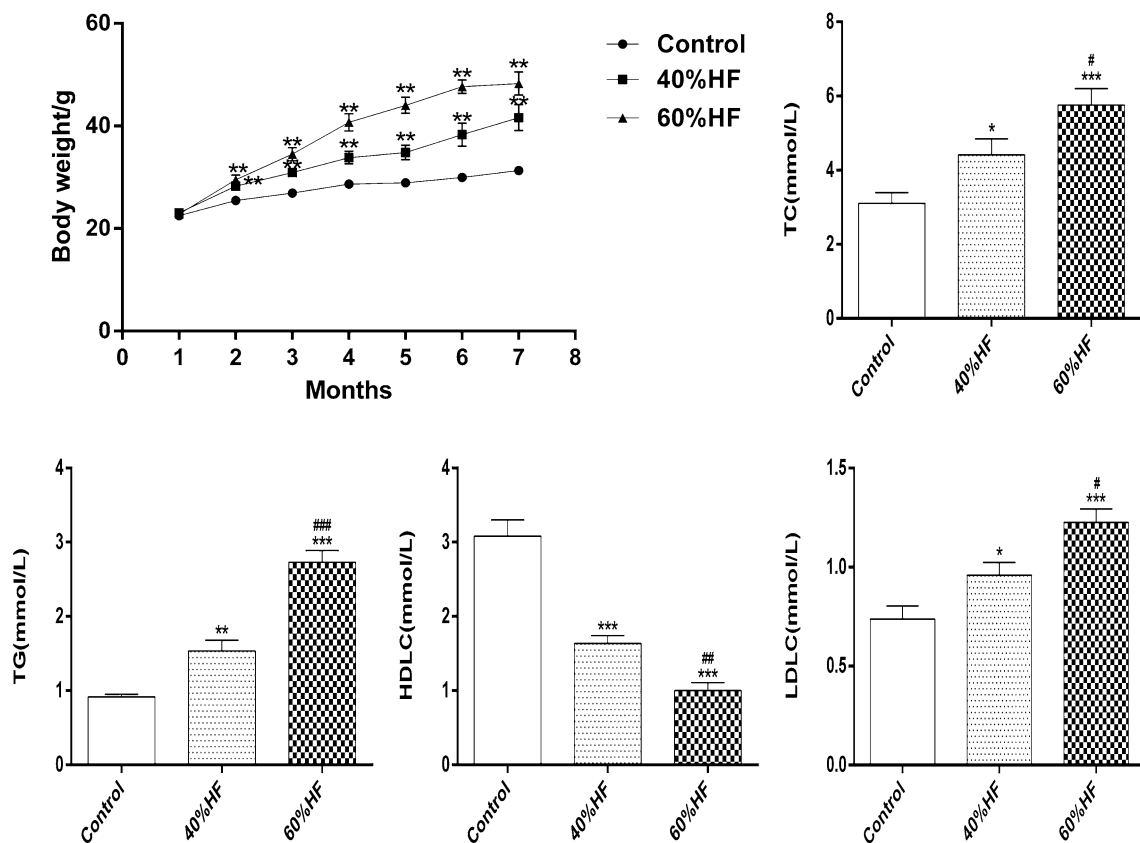 Body weight/g
60
40
20
0
0 1 2 3 4 5 6 7 8
Months
**
**
**
**
**
**
**
**
**
**
**
**
Control
40%HF
60%HF
TC(mmol/L)
8
6
4
2
0
*
#
***
Control
40%HF
60%HF
TG(mmol/L)
4
3
2
1
0
**
###
***
Control
40%HF
60%HF
HDLC(mmol/L)
4
3
2
1
0
***
##
***
Control
40%HF
60%HF
LDLC(mmol/L)
1.5
1.0
0.5
0.0
*
#
***
Control
40%HF
60%HF